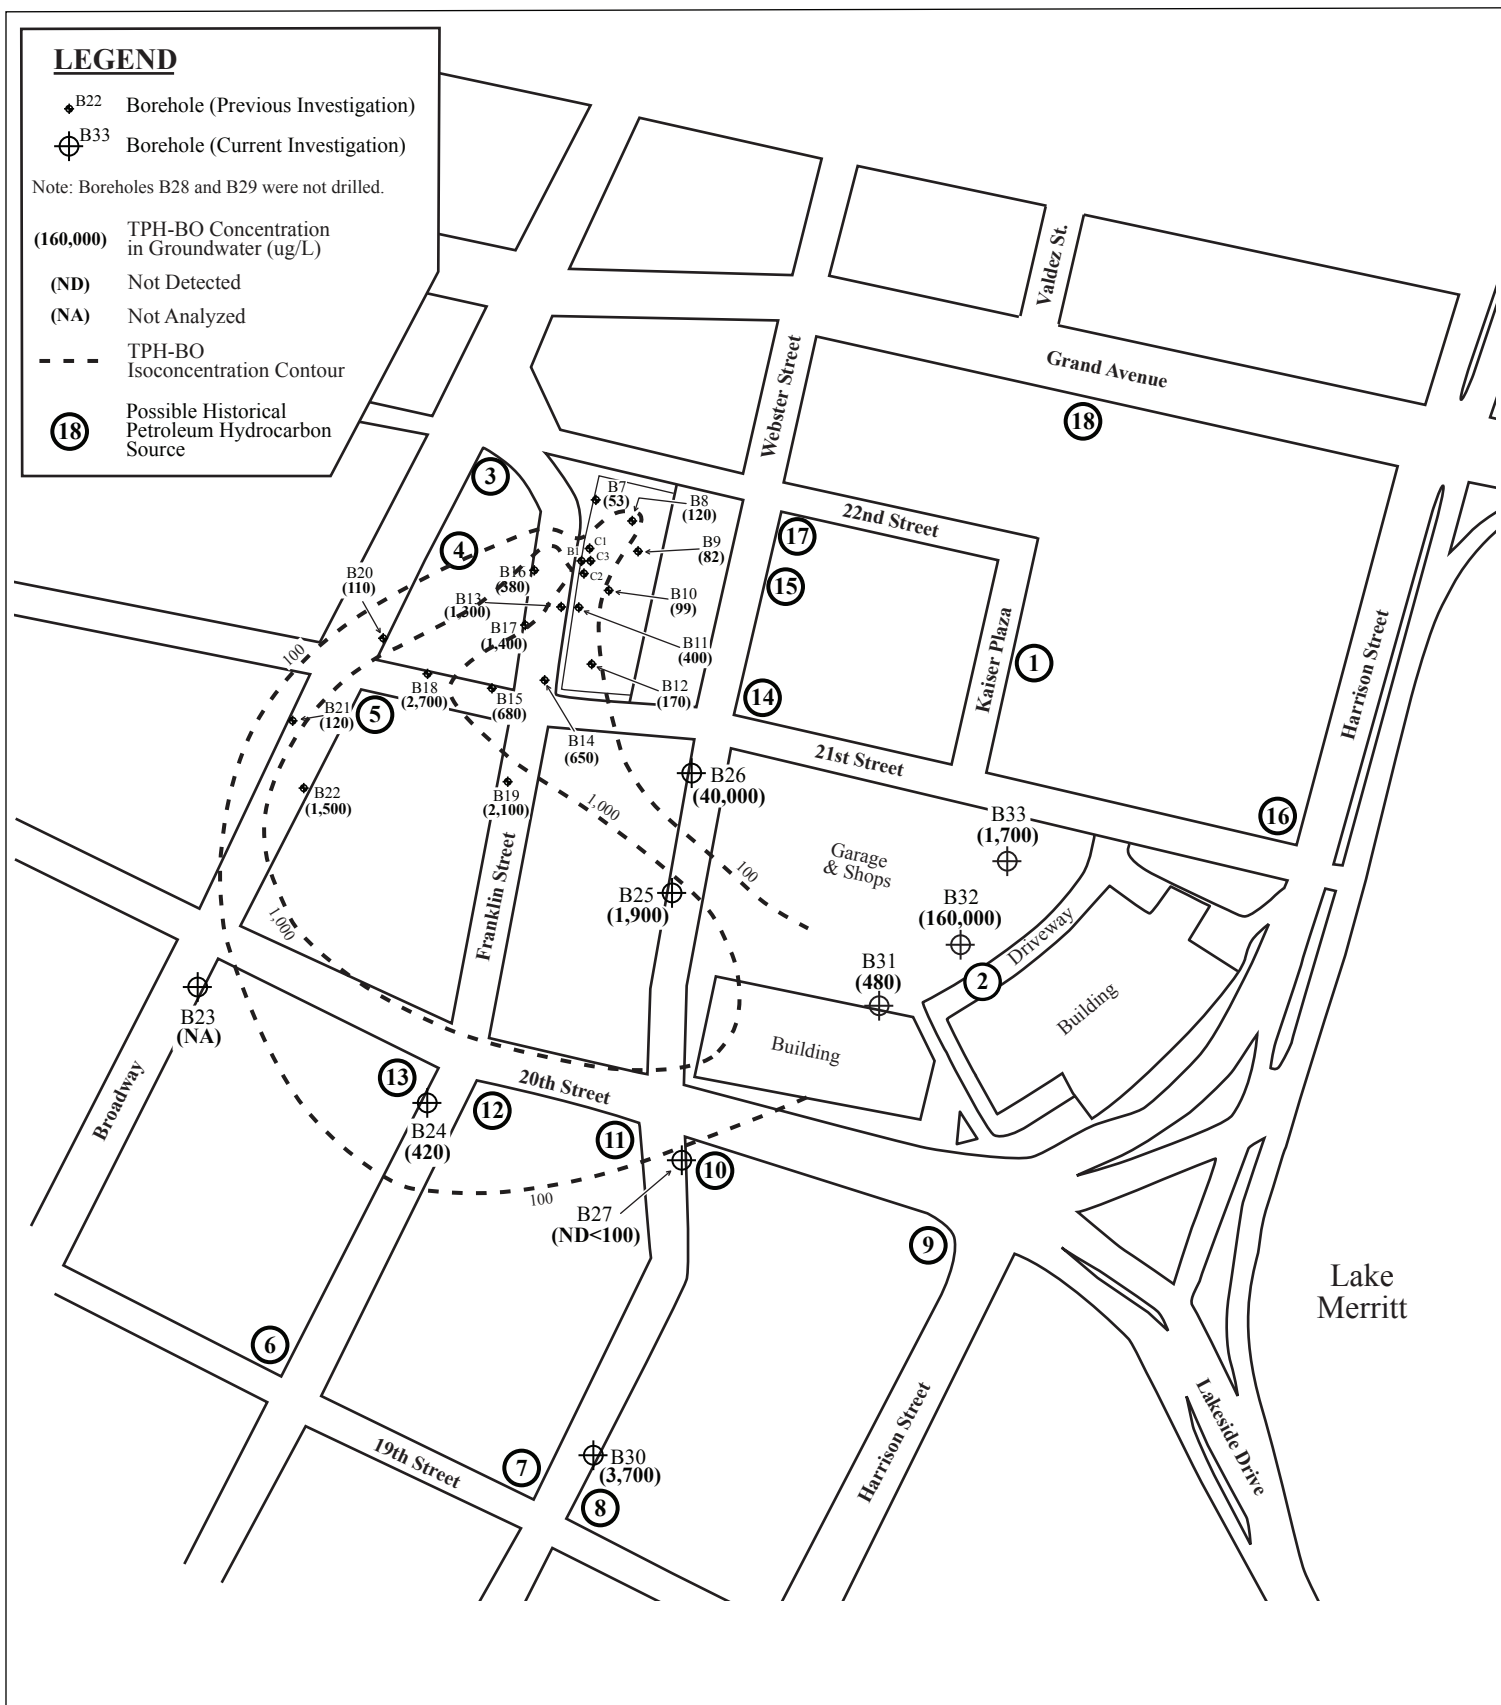 LEGEND
B22 Borehole (Previous Investigation)
B33 Borehole (Current Investigation)
Note: Boreholes B28 and B29 were not drilled.
(160,000) TPH-BO Concentration
in Groundwater (ug/L)
(ND) Not Detected
(NA) Not Analyzed
TPH-BO
Isoconcentration Contour
18 Possible Historical
Petroleum Hydrocarbon
Source
Valdez St.
Grand Avenue
Webster Street
18
3
B7
(53)
B8
(120)
22nd Street
17
4
C1
B1
C3
C2
B9
(82)
B16
(380)
B20
(110)
15
B13
(1,300)
B10
(99)
B17
(1,400)
B11
(400)
Kaiser Plaza
1
Harrison Street
100
B18
(2,700)
B15
(680)
B12
(170)
14
B21
(120)
5
B14
(650)
21st Street
B22
(1,500)
B19
(2,100)
1,000
B26
(40,000)
16
B33
(1,700)
Garage
& Shops
100
Franklin Street
B25
(1,900)
B32
(160,000)
1,000
Driveway
B31
(480)
2
Building
B23
(NA)
Building
Broadway
13
20th Street
12
B24
(420)
11
10
100
B27
(ND<100)
9
Lake
Merritt
6
19th Street
7
B30
(3,700)
8
Harrison Street
Lakeside Drive